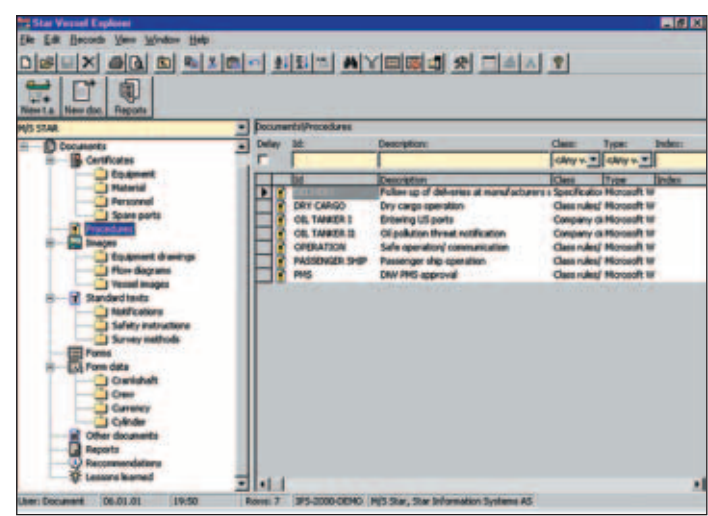 Star Vessel Explorer
File Edit Records View Window Help
New t.a. New doc. Reports
M/S STAR
Documents
Certificates
Equipment
Material
Personnel
Spare parts
Procedures
Images
Equipment drawings
Flow diagrams
Vessel images
Standard texts
Notifications
Safety instructions
Survey methods
Forms
Form data
Crankshaft
Crew
Currency
Cylinder
Other documents
Reports
Recommendations
Lessons learned
Documents\Procedures
Delay Id: Description: Class: Type: Index:
<Any v. <Any v.
Id Description Class Type Index
Follow up of deliveries at manufacturers s Specification Microsoft W
DRY CARGO Dry cargo operation Class rules/ Microsoft W
OIL TANKER I Entering US ports Company o Microsoft W
OIL TANKER II Oil pollution threat notification Company o Microsoft W
OPERATION Safe operation/ communication Class rules/ Microsoft W
PASSENGER SHIP Passenger ship operation Class rules/ Microsoft W
PMS DNV PMS approval Class rules/ Microsoft W
User: Document 06.01.01 19:50 Rows: 7 IPS-2000-DEMO M/S Star, Star Information Systems AS